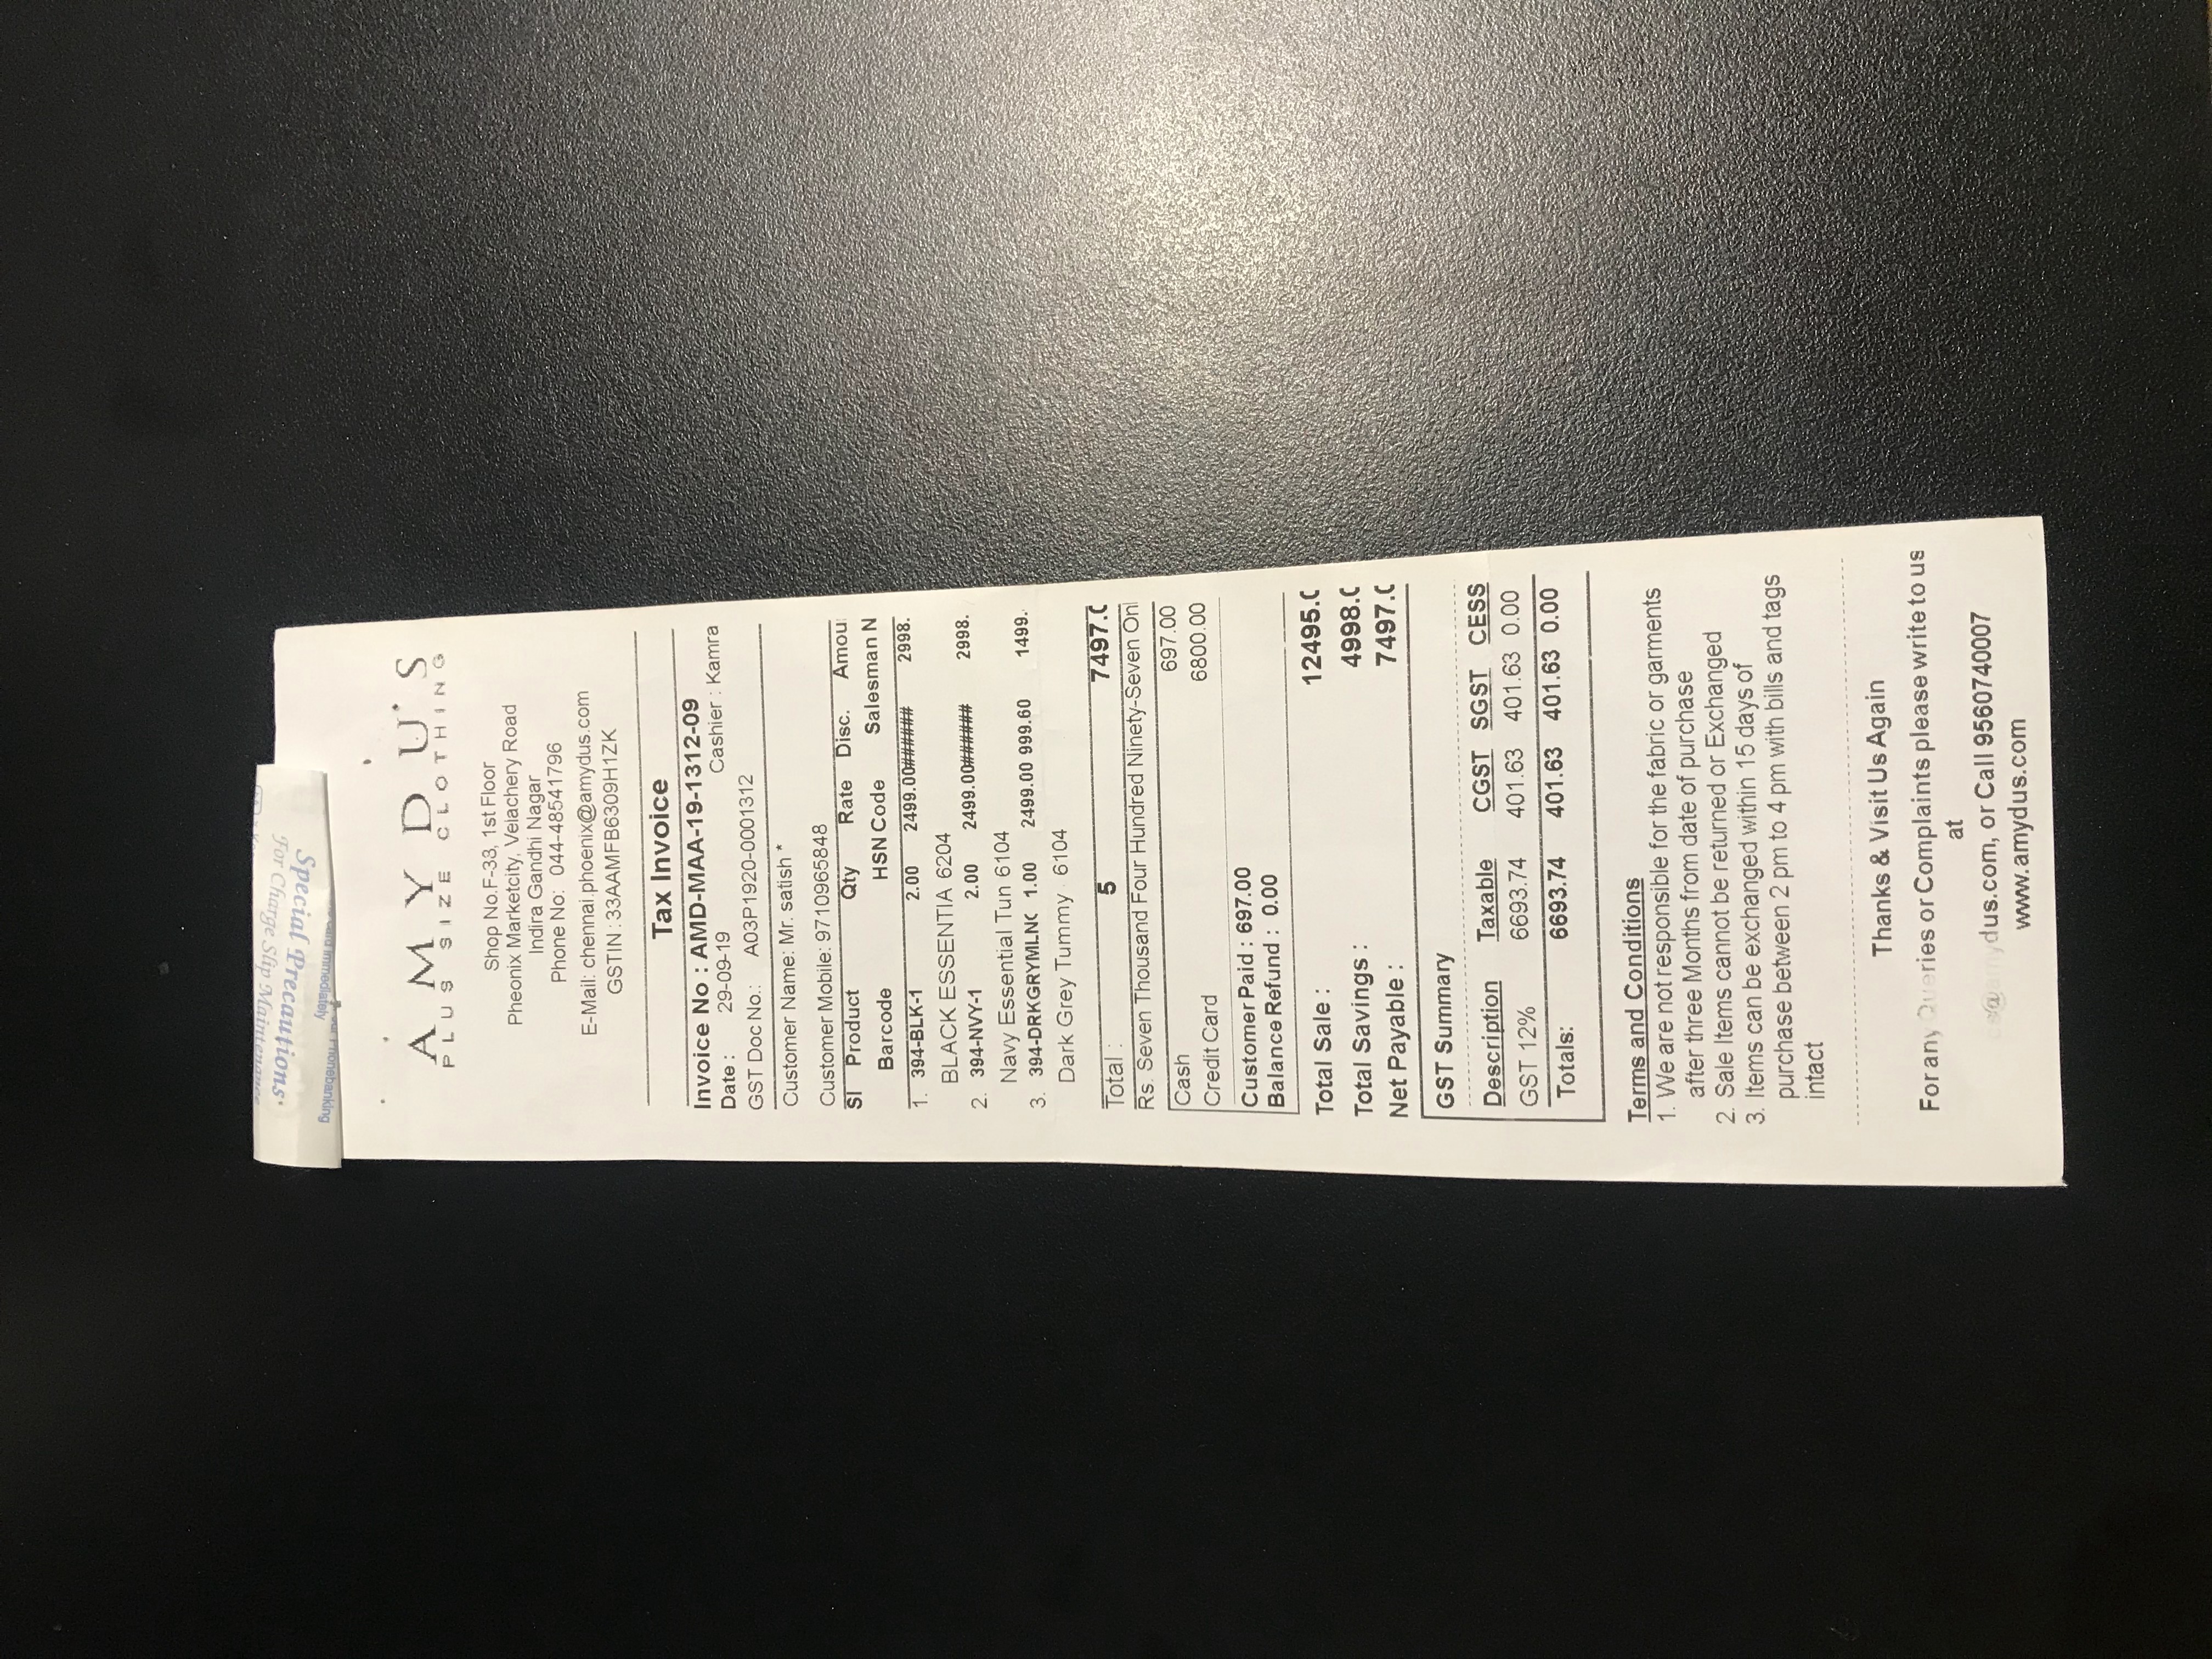 For Charge Slip Maintenance
Special Precautions.
Immediately
Phonebanking
AMYDU'S
PLUS SIZE CLOTHING
Shop No.F-33, 1st Floor
Pheonix Marketcity, Velachery Road
Indira Gandhi Nagar
Phone No: 044-48541796
E-Mail: chennai.phoenix@amydus.com
GSTIN : 33AAMFB6309H1ZK
Tax Invoice
Invoice No : AMD-MAA-19-1312-09
Date : 29-09-19 Cashier : Kamra
GST Doc No.: A03P1920-0001312
Customer Name: Mr. satish *
Customer Mobile: 9710965848
Sl Product Qty Rate Disc. Amou
Barcode HSN Code Salesman N
1. 394-BLK-1 2.00 2499.00###### 2998.
BLACK ESSENTIA 6204
2. 394-NVY-1 2.00 2499.00###### 2998.
Navy Essential Tun 6104
3. 394-DRKGRYMLN 1.00 2499.00 999.60 1499.
Dark Grey Tummy 6104
Total : 5 7497.
Rs. Seven Thousand Four Hundred Ninety-Seven Onl
Cash 697.00
Credit Card 6800.00
Customer Paid : 697.00
Balance Refund : 0.00
Total Sale : 12495.
Total Savings : 4998.
Net Payable : 7497.
GST Summary
Description Taxable CGST SGST CESS
GST 12% 6693.74 401.63 401.63 0.00
Totals: 6693.74 401.63 401.63 0.00
Terms and Conditions
1. We are not responsible for the fabric or garments
after three Months from date of purchase
2. Sale Items cannot be returned or Exchanged
3. Items can be exchanged within 15 days of
purchase between 2 pm to 4 pm with bills and tags
intact
Thanks & Visit Us Again
For any Queries or Complaints please write to us
at
cs@amydus.com, or Call 9560740007
www.amydus.com